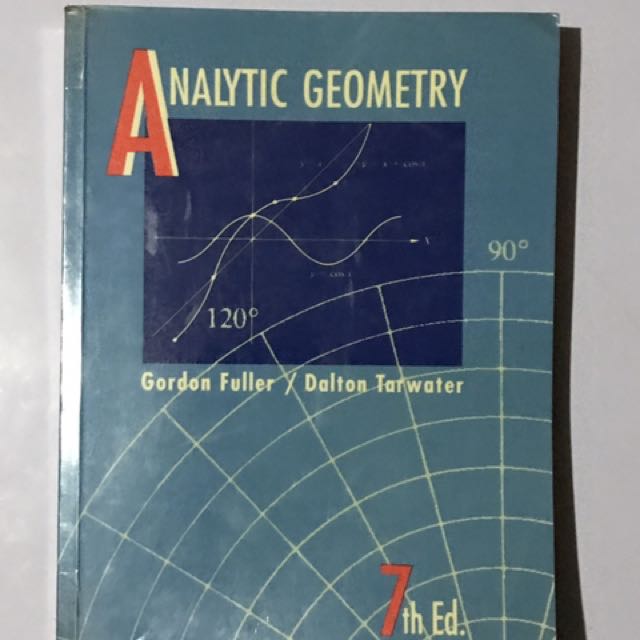 ANALYTIC GEOMETRY
90°
120°
Gordon Fuller / Dalton Tarwater
7th Ed.